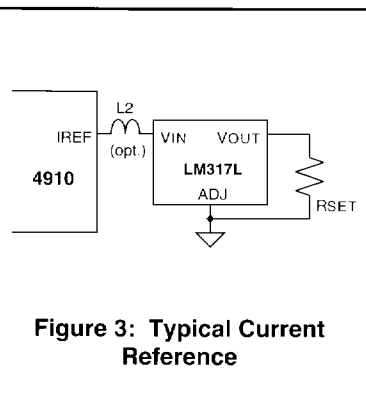 L2
IREF
(opt.)
VIN
VOUT
LM317L
4910
ADJ
RSET
Figure 3: Typical Current
Reference